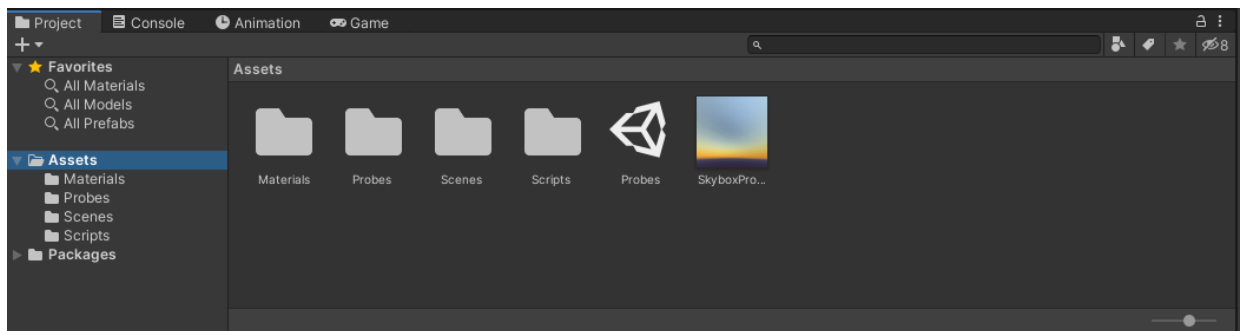 Project Console Animation Game
8
Favorites
All Materials
All Models
All Prefabs
Assets
Materials
Probes
Scenes
Scripts
Packages
Assets
Materials Probes Scenes Scripts Probes SkyboxPro...